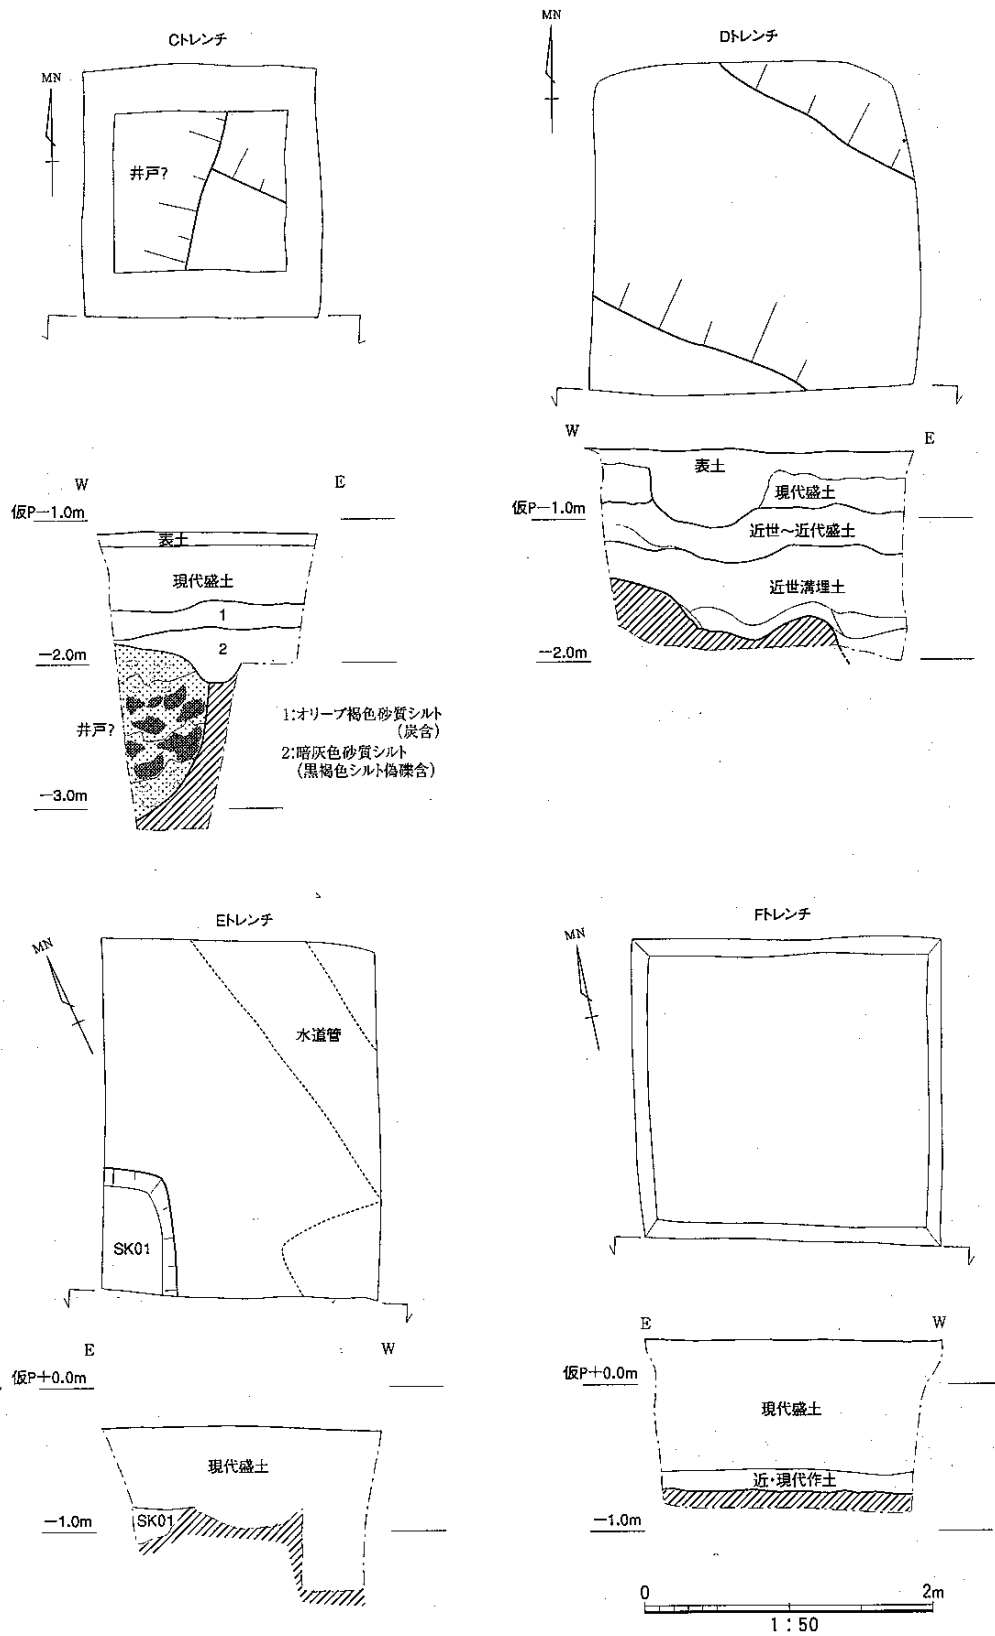 Cトレンチ
MN
井戸?
W
E
仮P－1.0m
表土
現代盛土
1
2
－2.0m
井戸?
－3.0m
1:オリーブ褐色砂質シルト
(炭含)
2:暗灰色砂質シルト
(黒褐色シルト偽礫含)
Dトレンチ
MN
W
E
表土
現代盛土
仮P－1.0m
近世～近代盛土
近世溝埋土
－2.0m
Eトレンチ
MN
水道管
SK01
E
W
仮P＋0.0m
現代盛土
－1.0m
SK01
Fトレンチ
MN
E
W
仮P＋0.0m
現代盛土
近・現代作土
－1.0m
0 2m
1：50